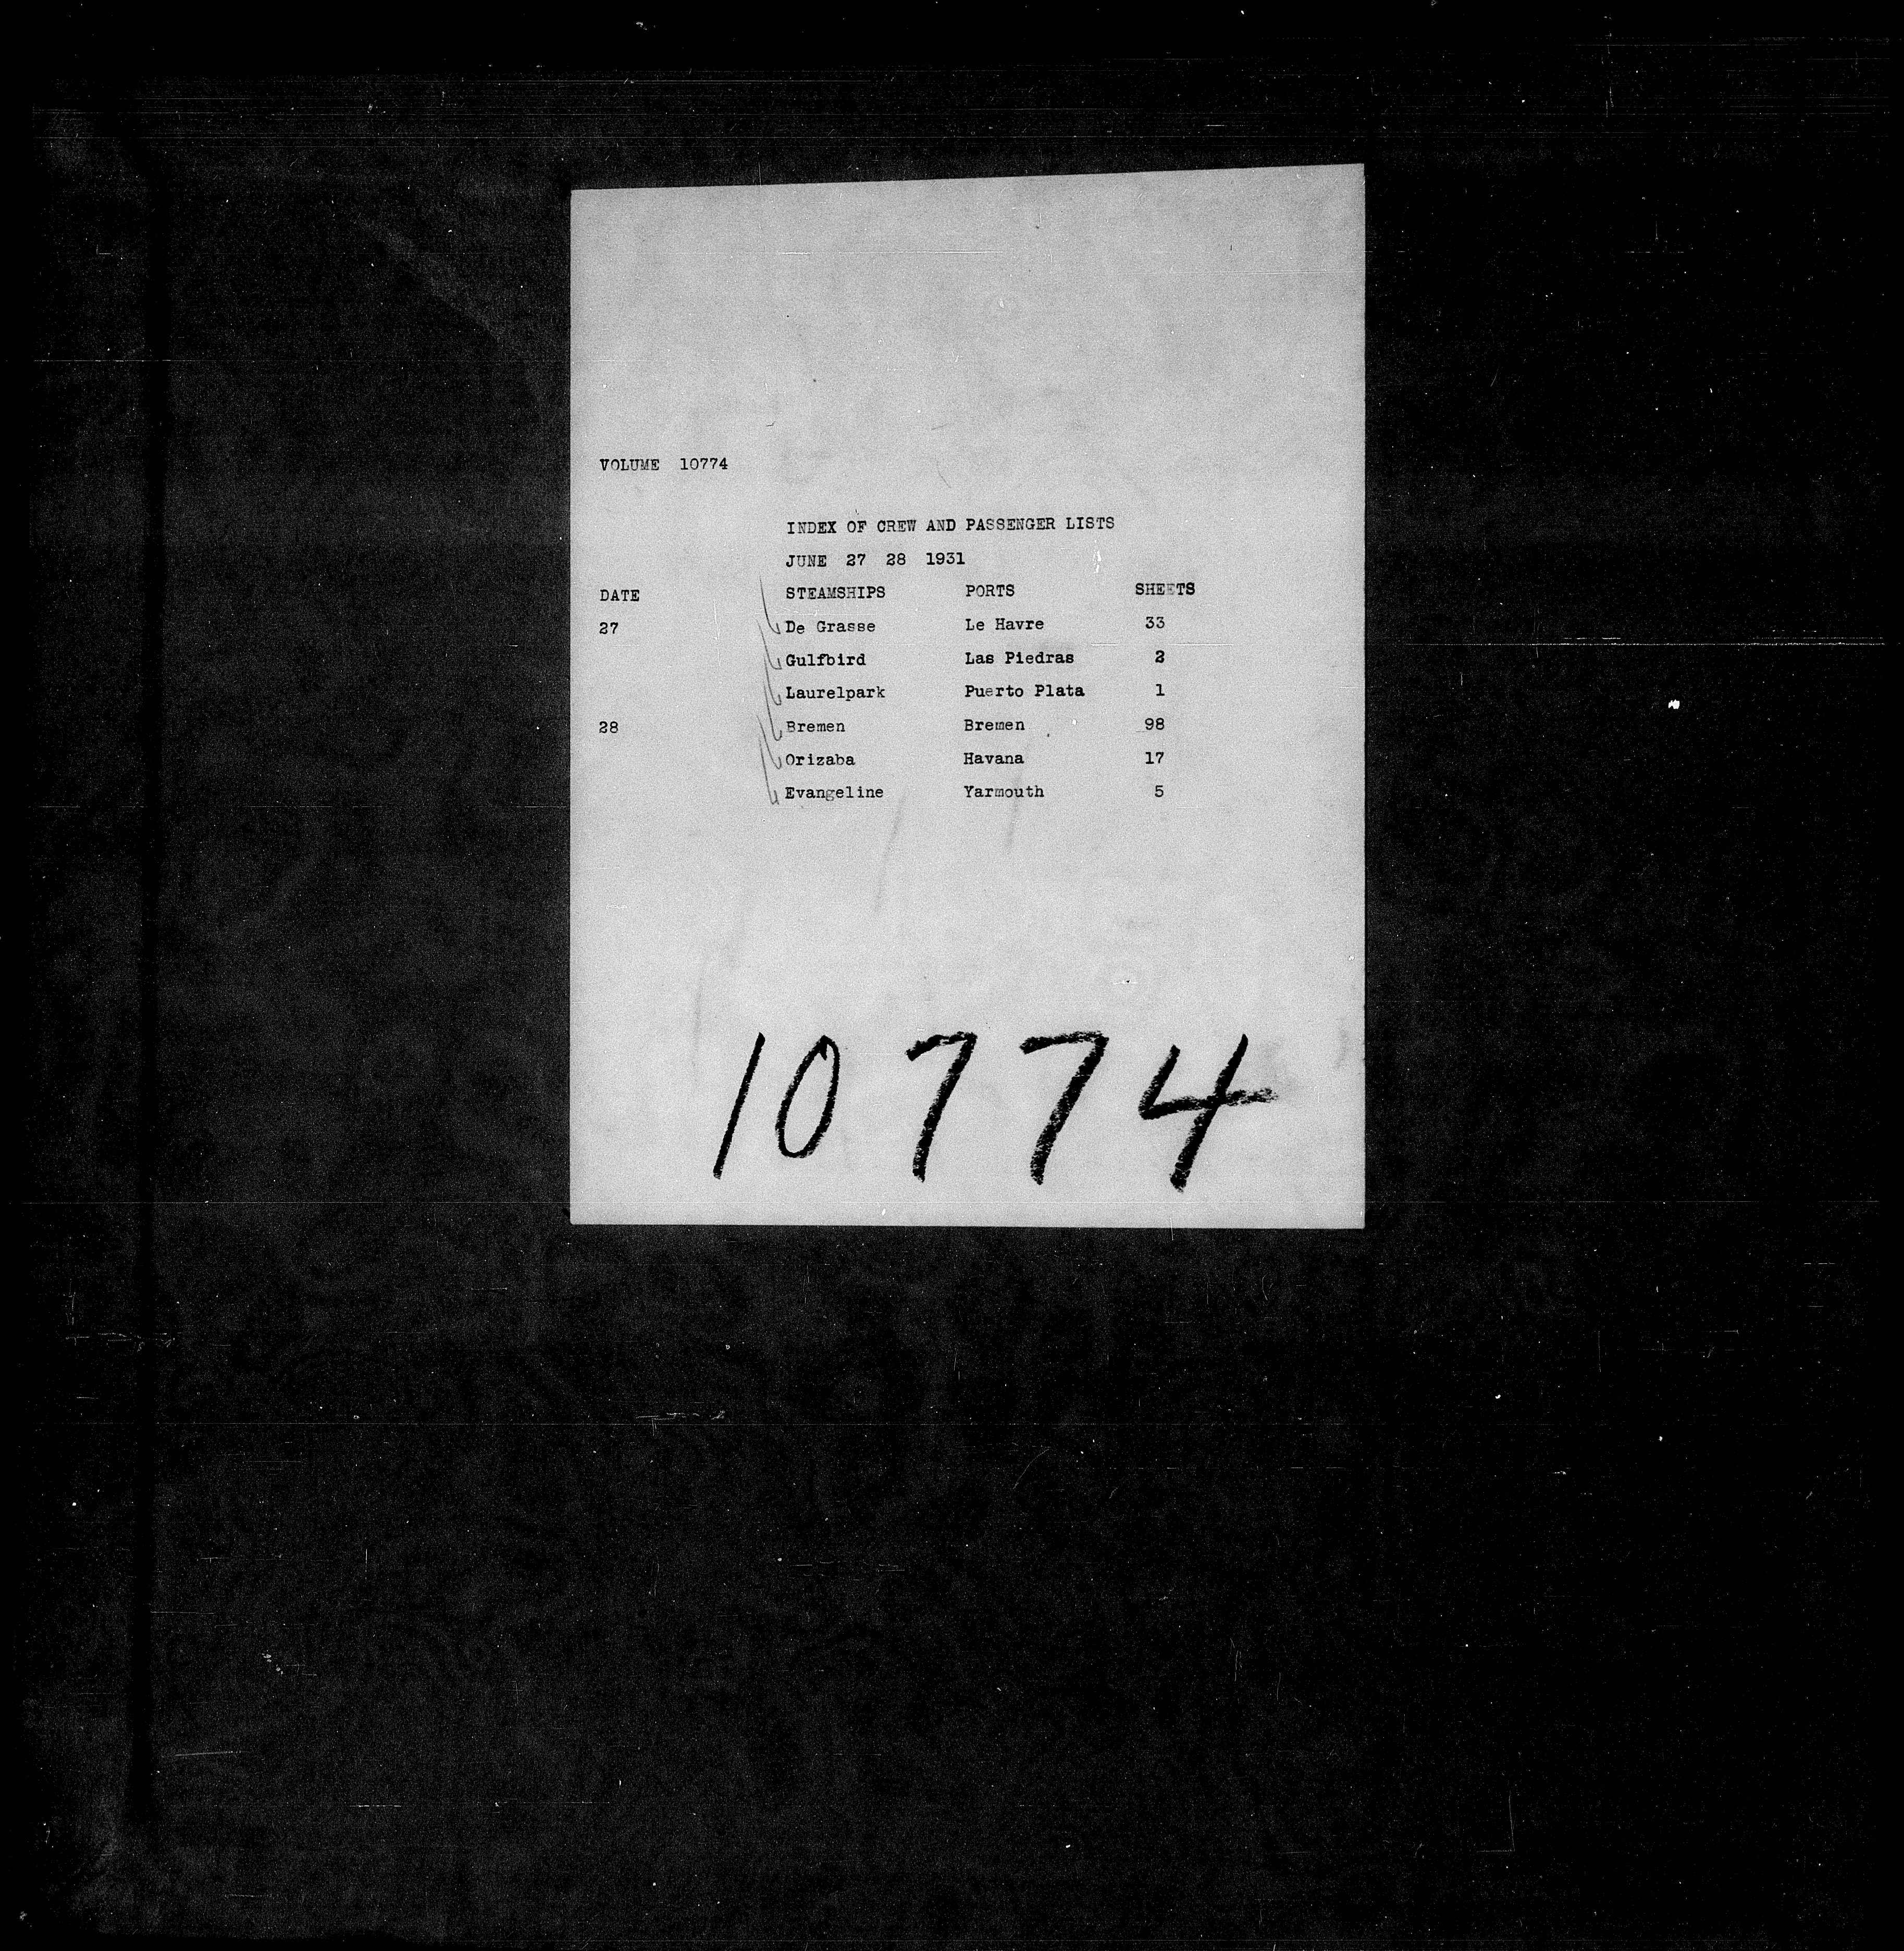 VOLUME 10774
INDEX OF CREW AND PASSENGER LISTS
JUNE 27 28 1931
DATE STEAMSHIPS PORTS SHEETS
27 De Grasse Le Havre 33
Gulfbird Las Piedras 2
Laurelpark Puerto Plata 1
28 Bremen Bremen 98
Orizaba Havana 17
Evangeline Yarmouth 5
10774